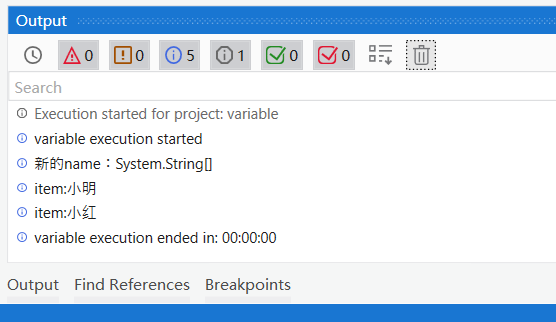 Output
0 0 5 1 0 0
Search
Execution started for project: variable
variable execution started
新的name：System.String[]
item:小明
item:小红
variable execution ended in: 00:00:00
Output Find References Breakpoints